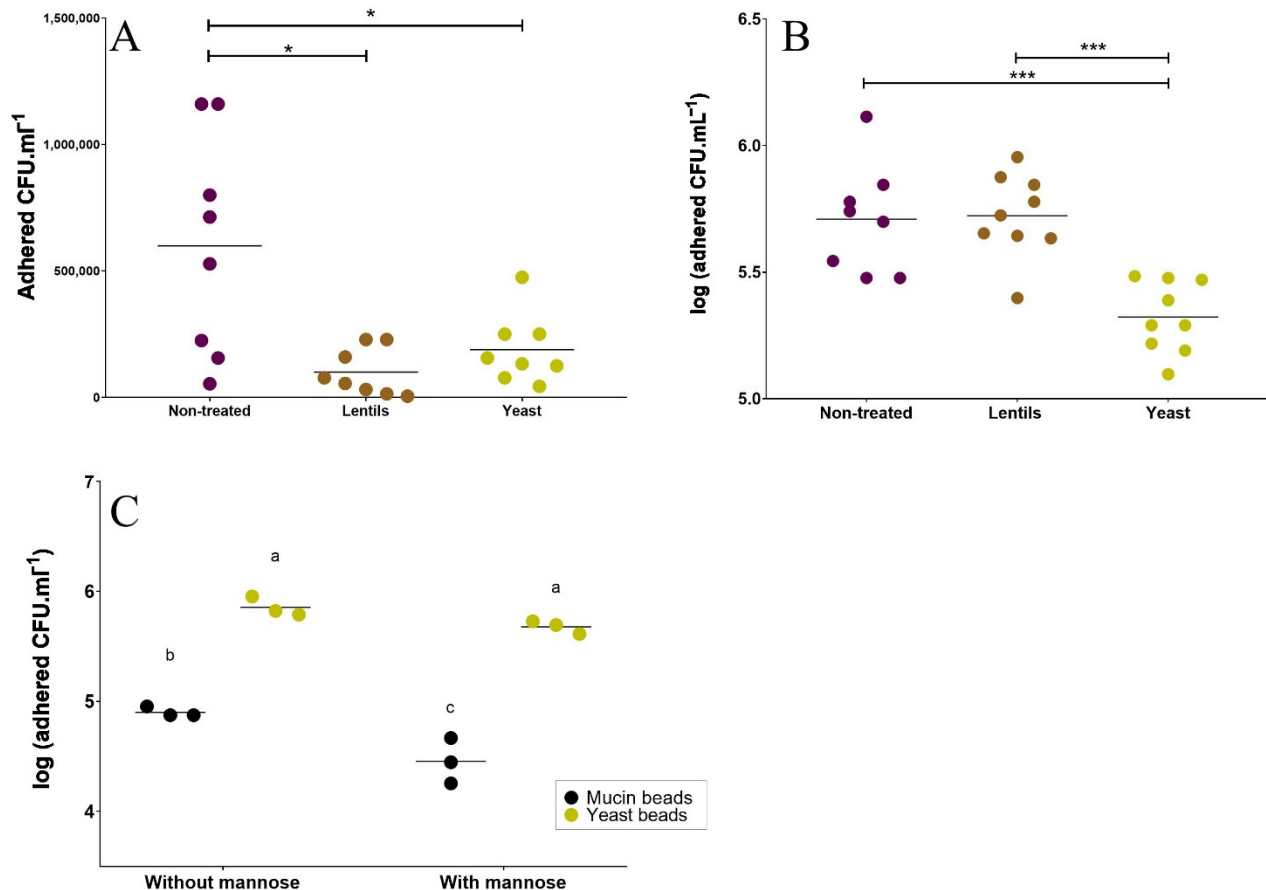 A
Adhered CFU.ml⁻¹
1,500,000
1,000,000
500,000
0
*
*
Non-treated
Lentils
Yeast
B
log (adhered CFU.mL⁻¹)
6.5
6.0
5.5
5.0
***
***
Non-treated
Lentils
Yeast
C
log (adhered CFU.ml⁻¹)
7
6
5
4
a
a
b
c
Mucin beads
Yeast beads
Without mannose
With mannose